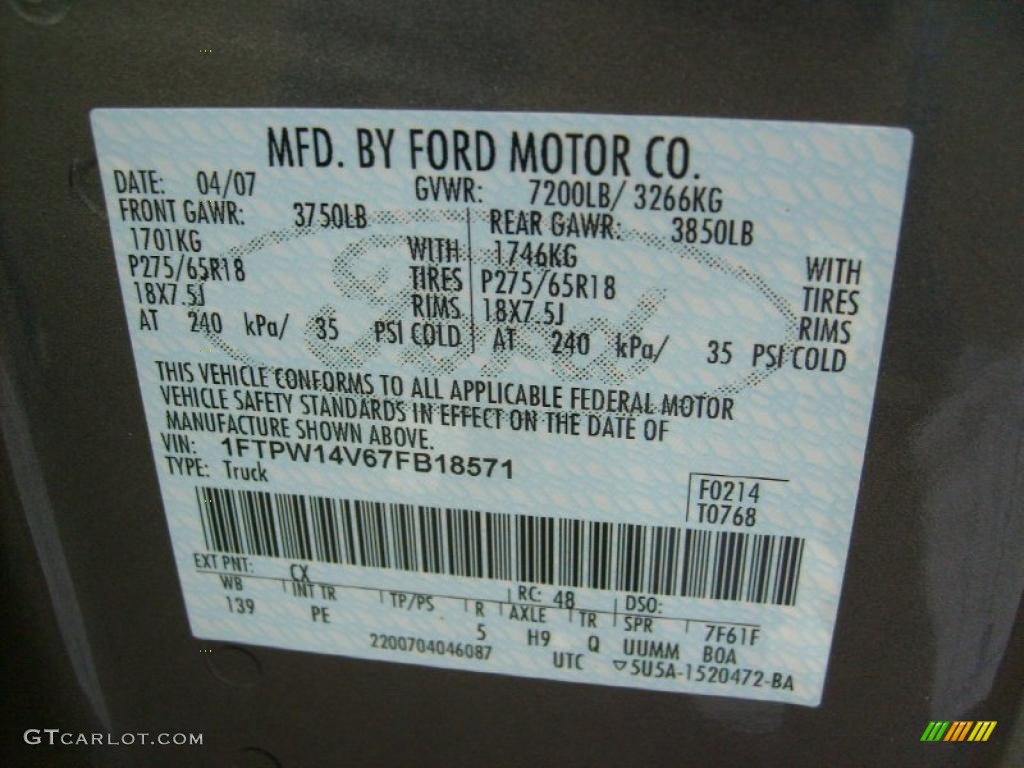 MFD. BY FORD MOTOR CO.
DATE: 04/07 GVWR: 7200LB/ 3266KG
FRONT GAWR: 3750LB REAR GAWR: 3850LB
1701KG WITH 1746KG WITH
P275/65R18 TIRES P275/65R18 TIRES
18X7.5J RIMS 18X7.5J RIMS
AT 240 kPa/ 35 PSI COLD AT 240 kPa/ 35 PSI COLD
THIS VEHICLE CONFORMS TO ALL APPLICABLE FEDERAL MOTOR
VEHICLE SAFETY STANDARDS IN EFFECT ON THE DATE OF
MANUFACTURE SHOWN ABOVE.
VIN: 1FTPW14V67FB18571
TYPE: Truck
F0214
T0768
EXT PNT: CX RC: 48 DSO:
WB INT TR TP/PS R AXLE TR SPR 7F61F
139 PE 5 H9 Q UUMM BOA
2200704046087 UTC ▽5U5A-1520472-BA
Ford
GTCARLOT.COM